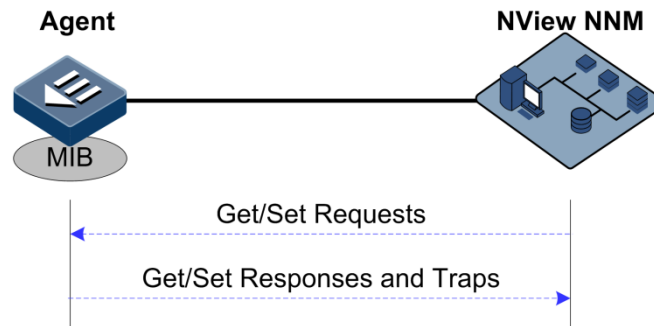 Agent
NView NNM
MIB
Get/Set Requests
Get/Set Responses and Traps